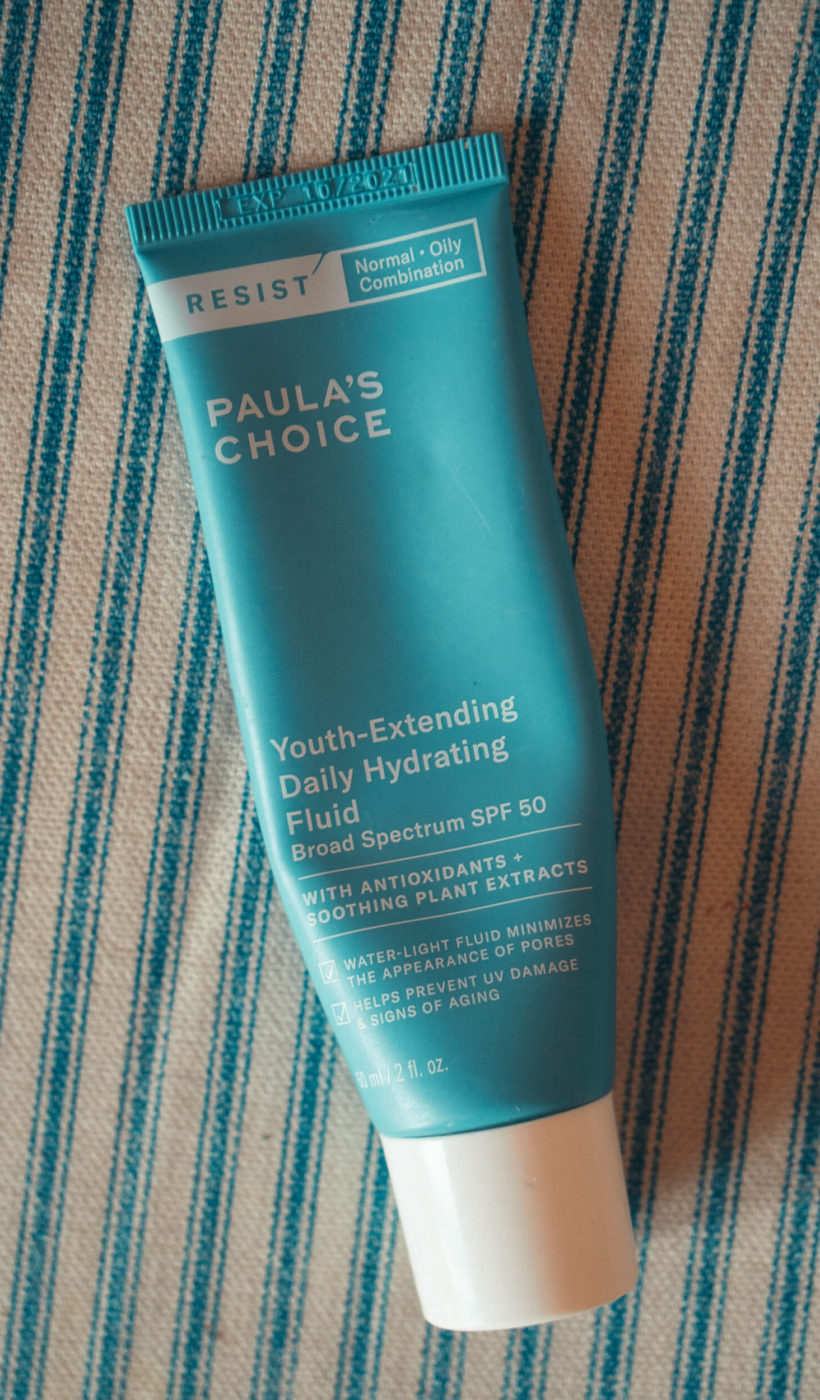 EXP 10/2021
RESIST
Normal • Oily
Combination
PAULA'S
CHOICE
Youth-Extending
Daily Hydrating
Fluid
Broad Spectrum SPF 50
WITH ANTIOXIDANTS +
SOOTHING PLANT EXTRACTS
WATER-LIGHT FLUID MINIMIZES
THE APPEARANCE OF PORES
HELPS PREVENT UV DAMAGE
& SIGNS OF AGING
60 ml / 2 fl. oz.